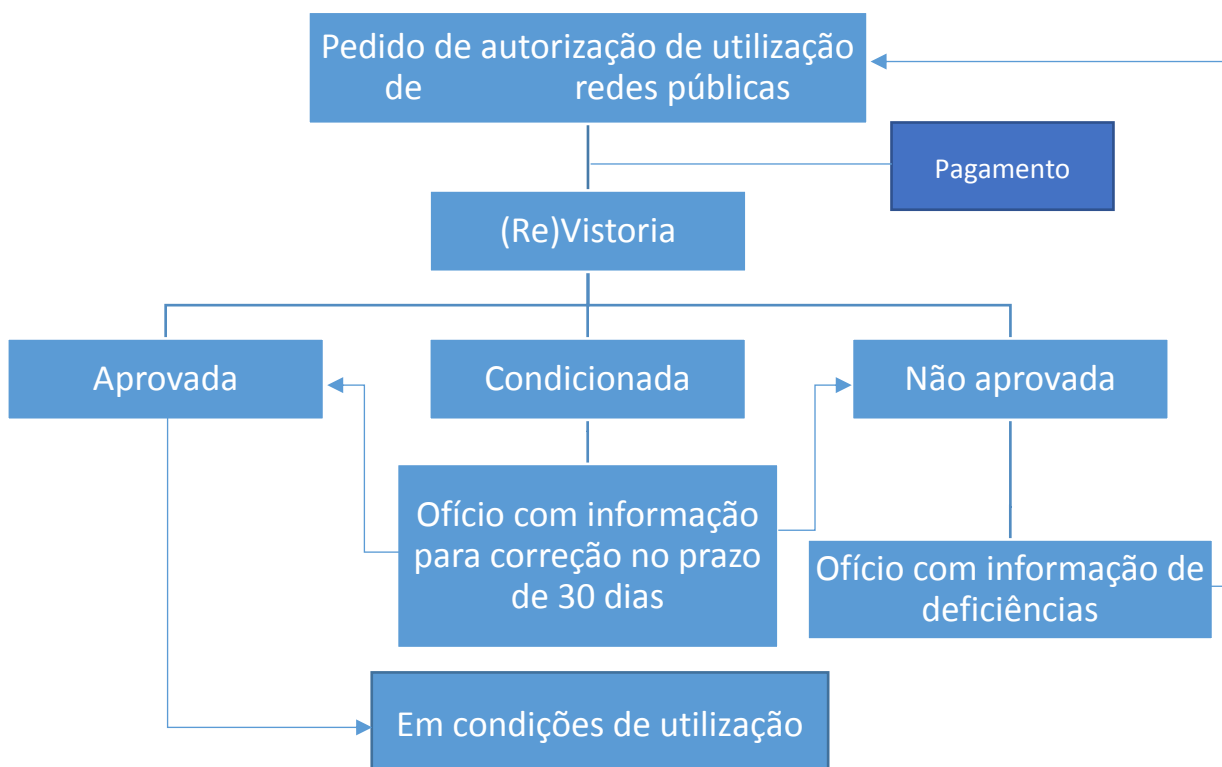 Pedido de autorização de utilização
de redes públicas
Pagamento
(Re)Vistoria
Aprovada
Condicionada
Não aprovada
Ofício com informação
para correção no prazo
de 30 dias
Ofício com informação de
deficiências
Em condições de utilização